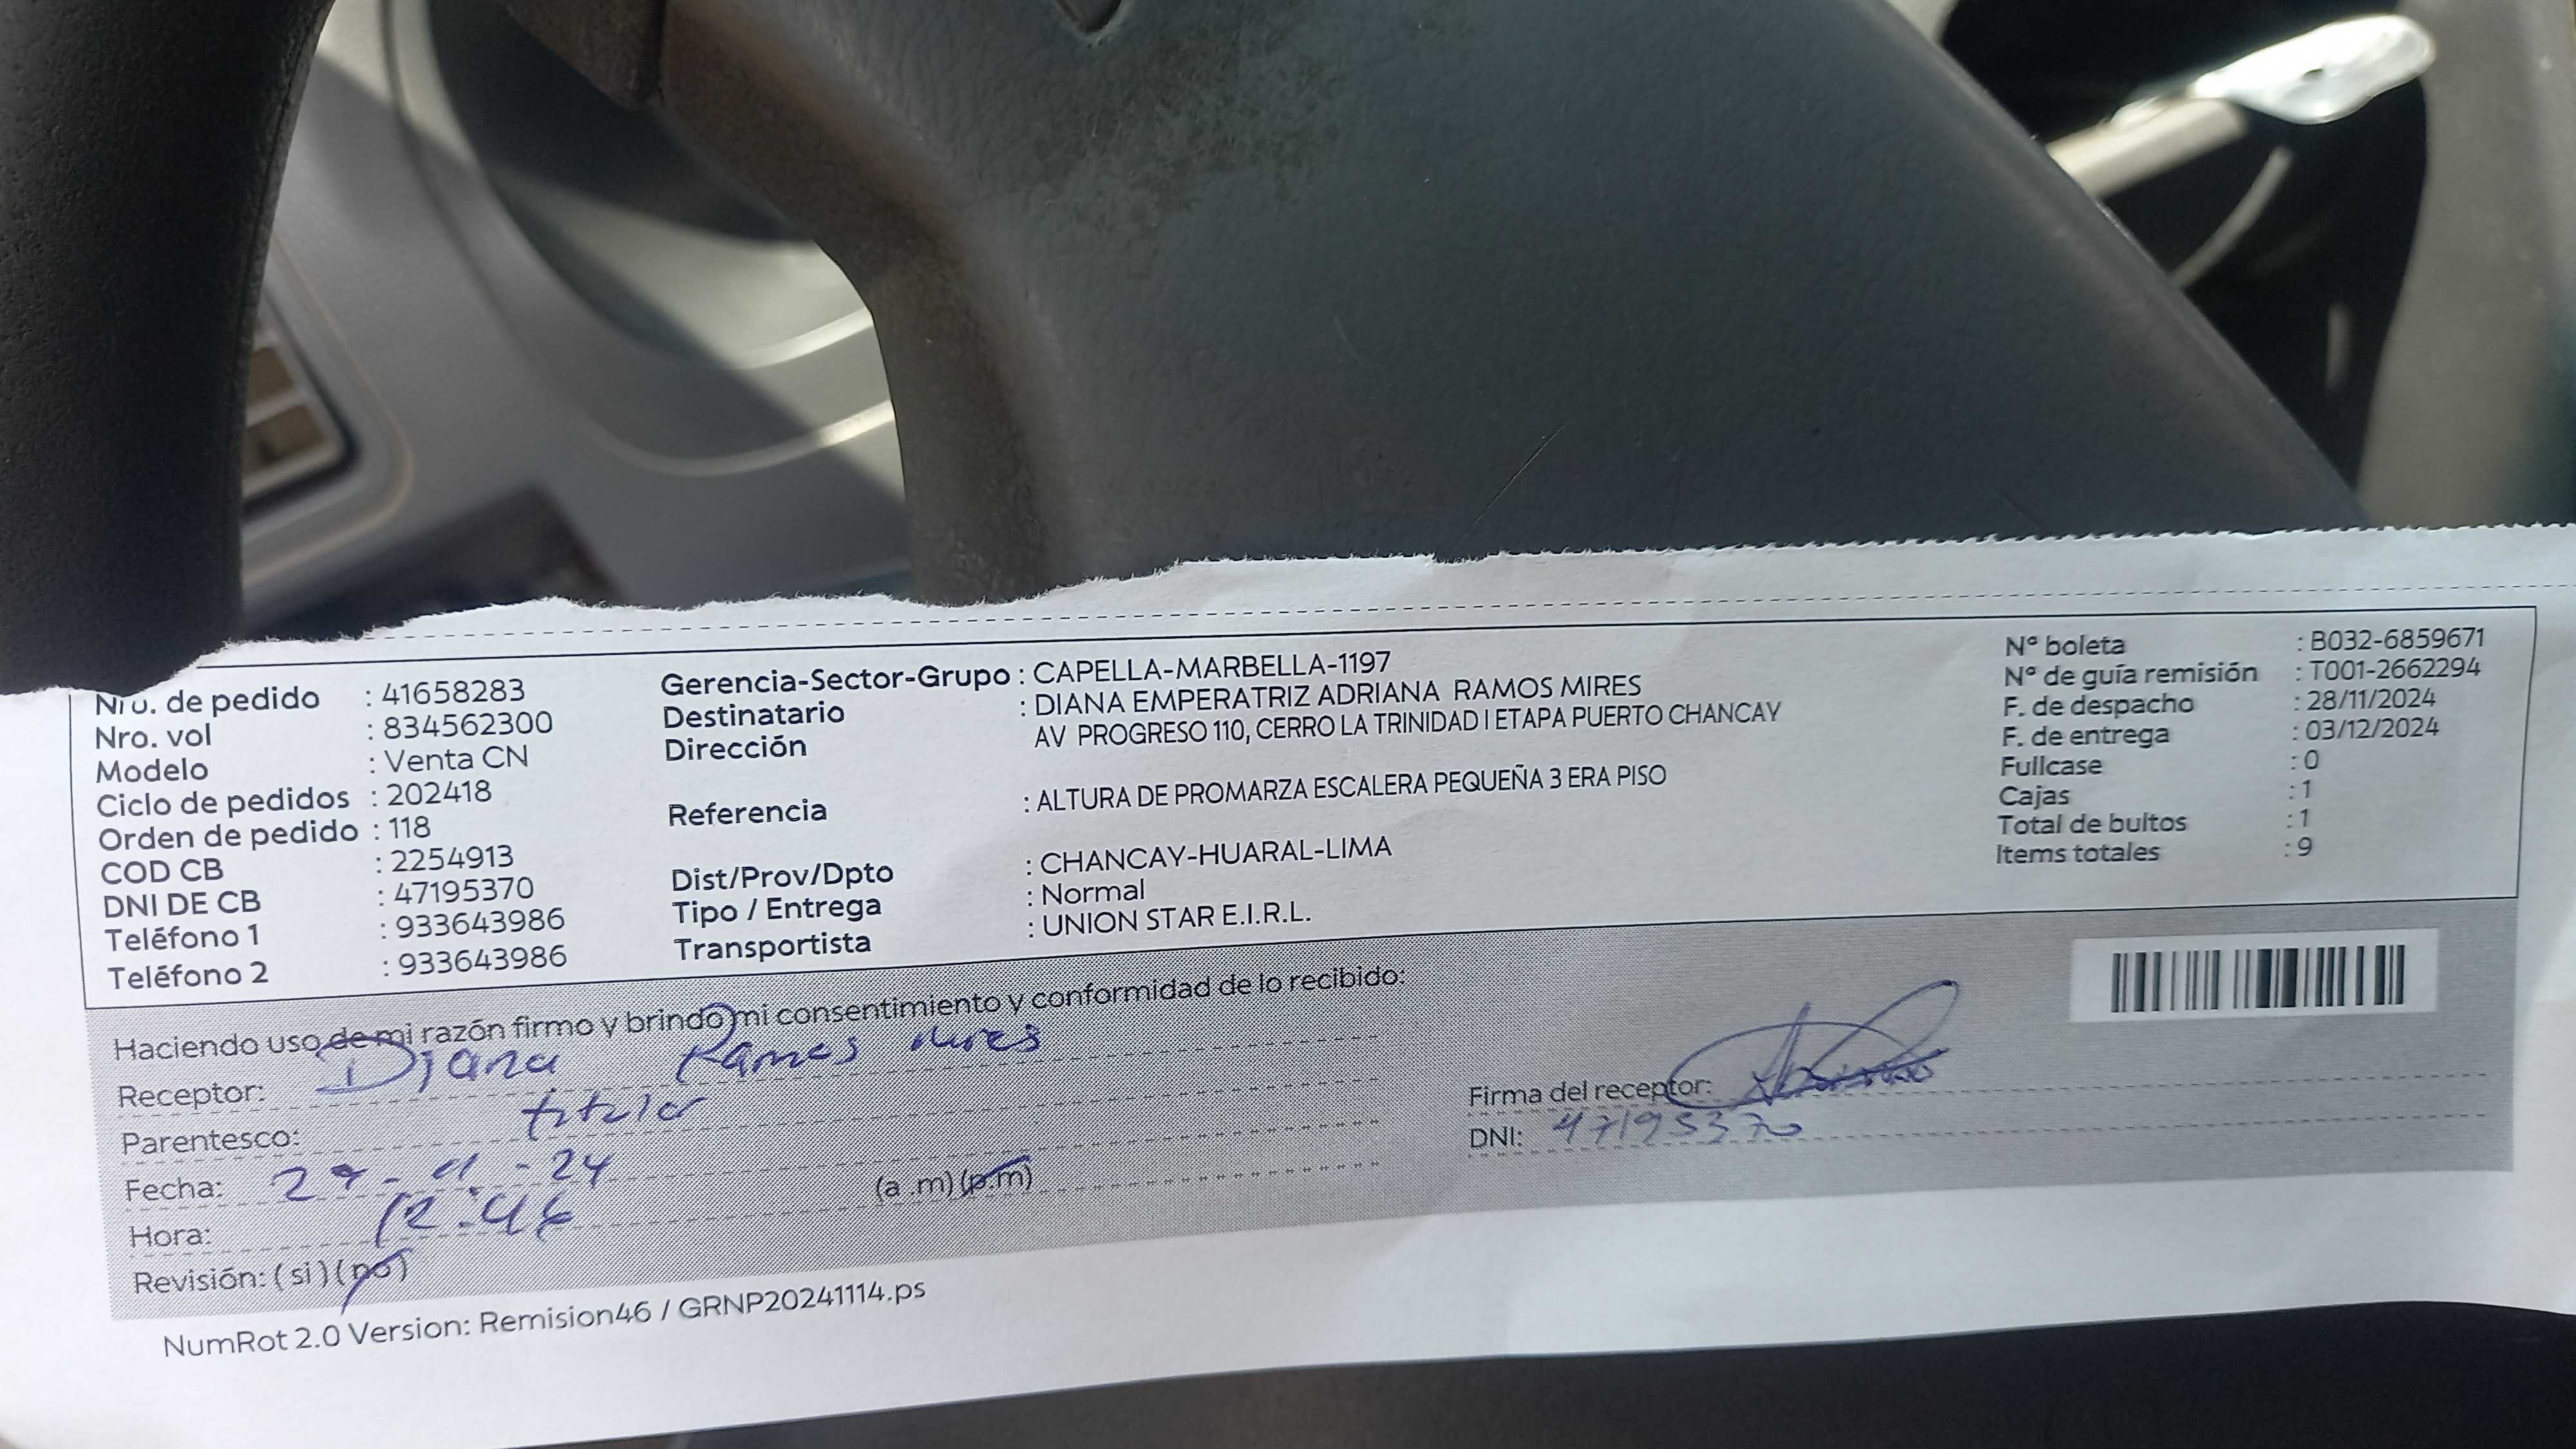 Nro. de pedido : 41658283
Nro. vol : 834562300
Modelo : Venta CN
Ciclo de pedidos : 202418
Orden de pedido : 118
COD CB : 2254913
DNI DE CB : 47195370
Teléfono 1 : 933643986
Teléfono 2 : 933643986
Gerencia-Sector-Grupo : CAPELLA-MARBELLA-1197
Destinatario : DIANA EMPERATRIZ ADRIANA RAMOS MIRES
Dirección AV PROGRESO 110, CERRO LA TRINIDAD I ETAPA PUERTO CHANCAY
Referencia : ALTURA DE PROMARZA ESCALERA PEQUEÑA 3 ERA PISO
Dist/Prov/Dpto : CHANCAY-HUARAL-LIMA
Tipo / Entrega : Normal
Transportista : UNION STAR E.I.R.L.
Nº boleta : B032-6859671
Nº de guía remisión : T001-2662294
F. de despacho : 28/11/2024
F. de entrega : 03/12/2024
Fullcase : 0
Cajas : 1
Total de bultos : 1
Items totales : 9
Haciendo uso de mi razón firmo y brindo mi consentimiento y conformidad de lo recibido:
Receptor: Diana Ramos Mires
Parentesco: titular
Fecha: -24
Hora: 12:46 (a .m) (p.m)
Revisión: ( si ) ( no )
Firma del receptor:
DNI: 47195370
NumRot 2.0 Version: Remision46 / GRNP20241114.ps